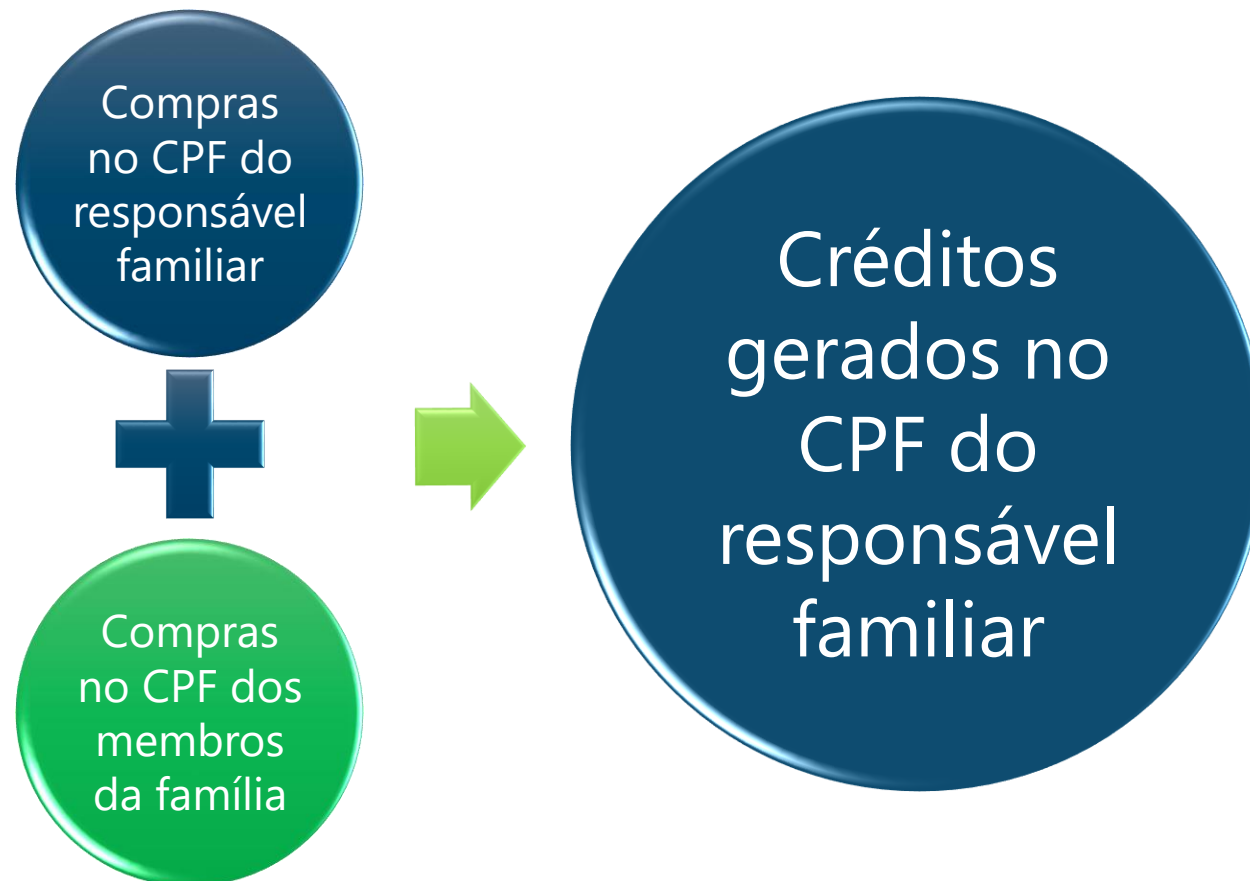 Compras
no CPF do
responsável
familiar
Compras
no CPF dos
membros
da família
Créditos
gerados no
CPF do
responsável
familiar